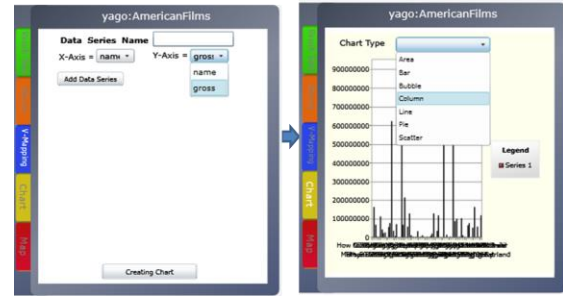 yago:AmericanFilms
Data Series Name
X-Axis = name
Y-Axis = gross
name
gross
Add Data Series
V-Mapping
Chart
Map
Creating Chart
yago:AmericanFilms
Chart Type
Area
Bar
Bubble
Column
Line
Pie
Scatter
900000000
800000000
700000000
600000000
500000000
400000000
300000000
200000000
100000000
0
Legend
Series 1
V-Mapping
Chart
Map
How